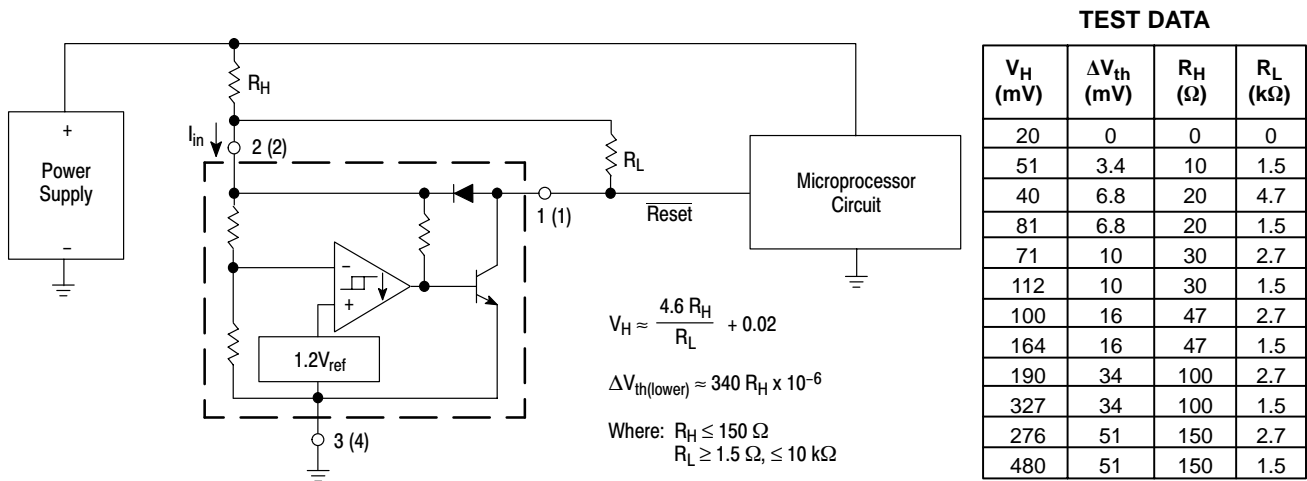 R_H
I_in
2 (2)
+
Power
Supply
−
R_L
1 (1)
Reset
Microprocessor
Circuit
−
+
1.2V_ref
3 (4)
V_H ≈ 4.6 R_H / R_L + 0.02
ΔV_th(lower) ≈ 340 R_H x 10^−6
Where: R_H ≤ 150 Ω
R_L ≥ 1.5 Ω, ≤ 10 kΩ
TEST DATA
V_H (mV) ΔV_th (mV) R_H (Ω) R_L (kΩ)
20 0 0 0
51 3.4 10 1.5
40 6.8 20 4.7
81 6.8 20 1.5
71 10 30 2.7
112 10 30 1.5
100 16 47 2.7
164 16 47 1.5
190 34 100 2.7
327 34 100 1.5
276 51 150 2.7
480 51 150 1.5